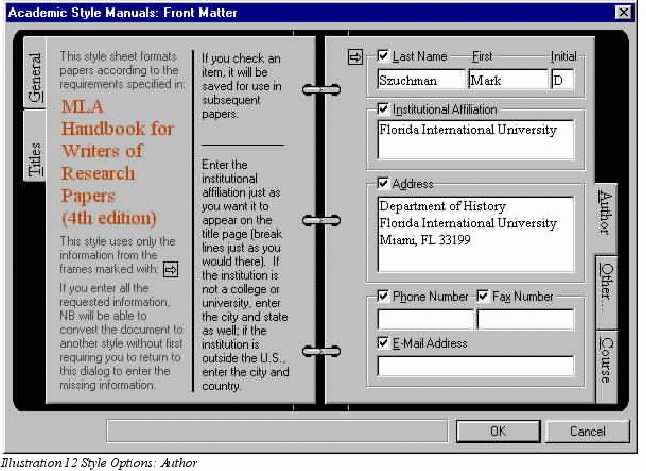 Academic Style Manuals: Front Matter
General
Titles
This style sheet formats
papers according to the
requirements specified in:
MLA
Handbook for
Writers of
Research
Papers
(4th edition)
This style uses only the
information from the
frames marked with:
If you enter all the
requested information,
NB will be able to
convert the document to
another style without first
requiring you to return to
this dialog to enter the
missing information.
If you check an
item, it will be
saved for use in
subsequent
papers.
Enter the
institutional
affiliation just as
you want it to
appear on the
title page (break
lines just as you
would there). If
the institution is
not a college or
university, enter
the city and state
as well; if the
institution is
outside the U.S.,
enter the city and
country.
Last Name First Initial
Szuchman Mark D
Institutional Affiliation
Florida International University
Address
Department of History
Florida International University
Miami, FL 33199
Phone Number Fax Number
E-Mail Address
Author
Other...
Course
OK Cancel
Illustration 12 Style Options: Author